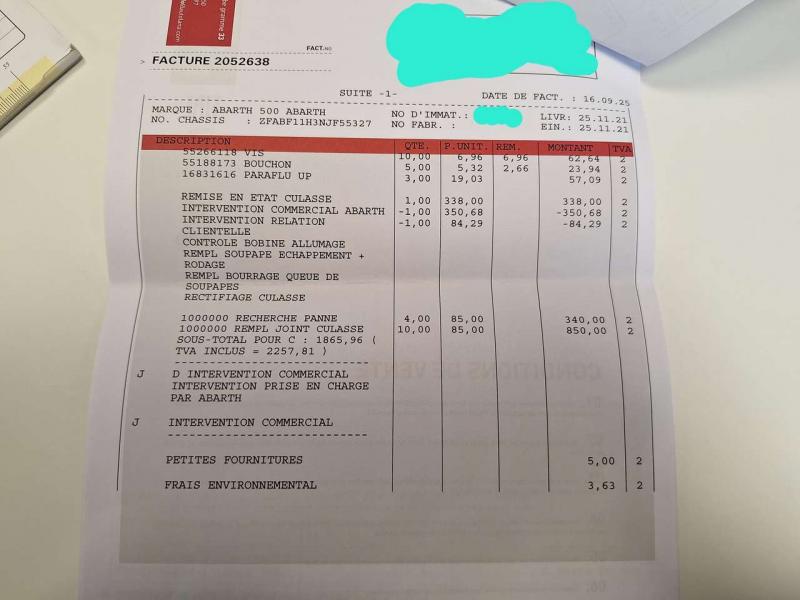 FACT.NO
> FACTURE 2052638
SUITE -1-
DATE DE FACT. : 16.09.25
MARQUE : ABARTH 500 ABARTH
NO D'IMMAT.:
LIVR: 25.11.21
NO. CHASSIS : ZFABF11H3NJF55327
NO FABR. :
EIN.: 25.11.21
DESCRIPTION QTE. P.UNIT. REM. MONTANT TVA
55266118 VIS 10,00 6,96 6,96 62,64 2
55188173 BOUCHON 5,00 5,32 2,66 23,94 2
16831616 PARAFLU UP 3,00 19,03 57,09 2
REMISE EN ETAT CULASSE 1,00 338,00 338,00 2
INTERVENTION COMMERCIAL ABARTH -1,00 350,68 -350,68 2
INTERVENTION RELATION -1,00 84,29 -84,29 2
CLIENTELLE
CONTROLE BOBINE ALLUMAGE
REMPL SOUPAPE ECHAPPEMENT +
RODAGE
REMPL BOURRAGE QUEUE DE
SOUPAPES
RECTIFIAGE CULASSE
1000000 RECHERCHE PANNE 4,00 85,00 340,00 2
1000000 REMPL JOINT CULASSE 10,00 85,00 850,00 2
SOUS-TOTAL POUR C : 1865,96 (
TVA INCLUS = 2257,81 )
J D INTERVENTION COMMERCIAL
INTERVENTION PRISE EN CHARGE
PAR ABARTH
J INTERVENTION COMMERCIAL
PETITES FOURNITURES 5,00 2
FRAIS ENVIRONNEMENTAL 3,63 2